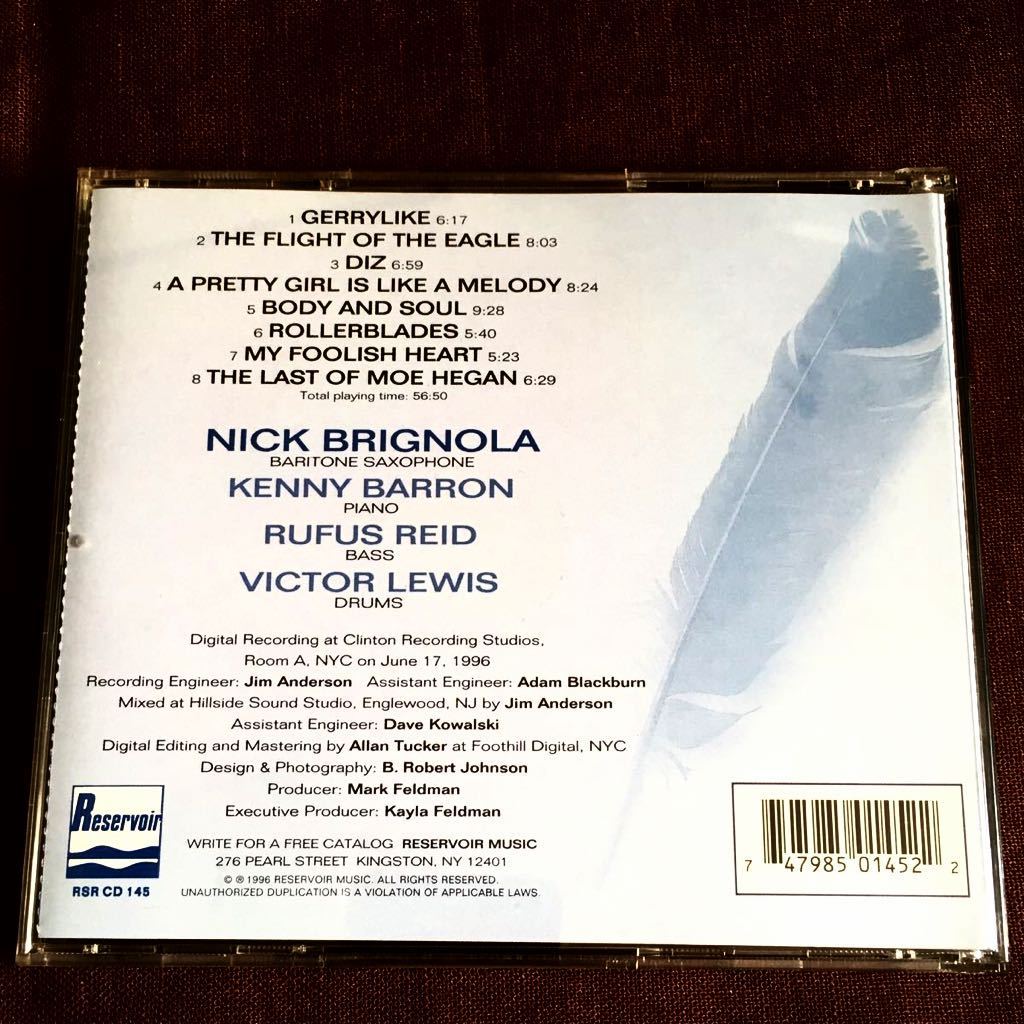 1 GERRYLIKE 6:17
2 THE FLIGHT OF THE EAGLE 8:03
3 DIZ 6:59
4 A PRETTY GIRL IS LIKE A MELODY 8:24
5 BODY AND SOUL 9:28
6 ROLLERBLADES 5:40
7 MY FOOLISH HEART 5:23
8 THE LAST OF MOE HEGAN 6:29
Total playing time: 56:50
NICK BRIGNOLA
BARITONE SAXOPHONE
KENNY BARRON
PIANO
RUFUS REID
BASS
VICTOR LEWIS
DRUMS
Digital Recording at Clinton Recording Studios,
Room A, NYC on June 17, 1996
Recording Engineer: Jim Anderson Assistant Engineer: Adam Blackburn
Mixed at Hillside Sound Studio, Englewood, NJ by Jim Anderson
Assistant Engineer: Dave Kowalski
Digital Editing and Mastering by Allan Tucker at Foothill Digital, NYC
Design & Photography: B. Robert Johnson
Producer: Mark Feldman
Executive Producer: Kayla Feldman
WRITE FOR A FREE CATALOG RESERVOIR MUSIC
276 PEARL STREET KINGSTON, NY 12401
© ℗ 1996 RESERVOIR MUSIC. ALL RIGHTS RESERVED.
UNAUTHORIZED DUPLICATION IS A VIOLATION OF APPLICABLE LAWS.
Reservoir
RSR CD 145
7 47985 01452 2